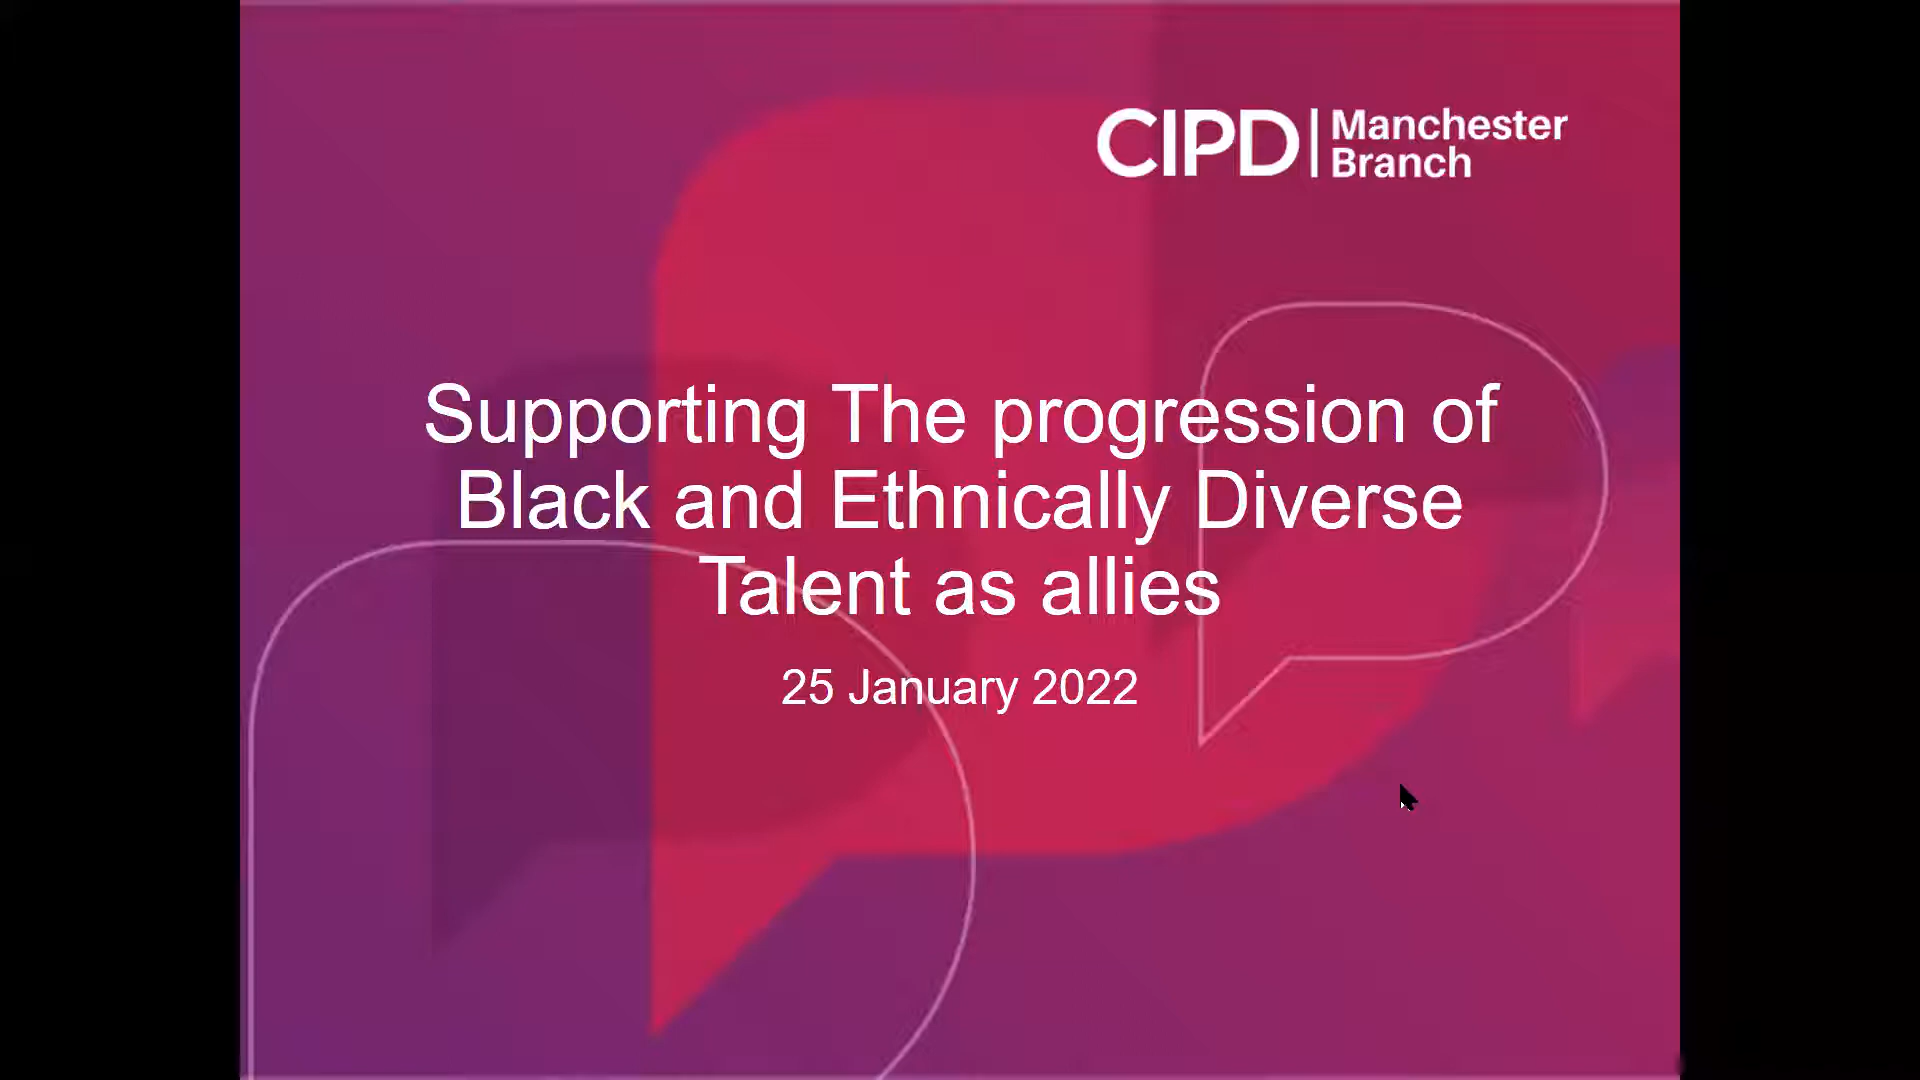 CIPD | Manchester
Branch
Supporting The progression of
Black and Ethnically Diverse
Talent as allies
25 January 2022